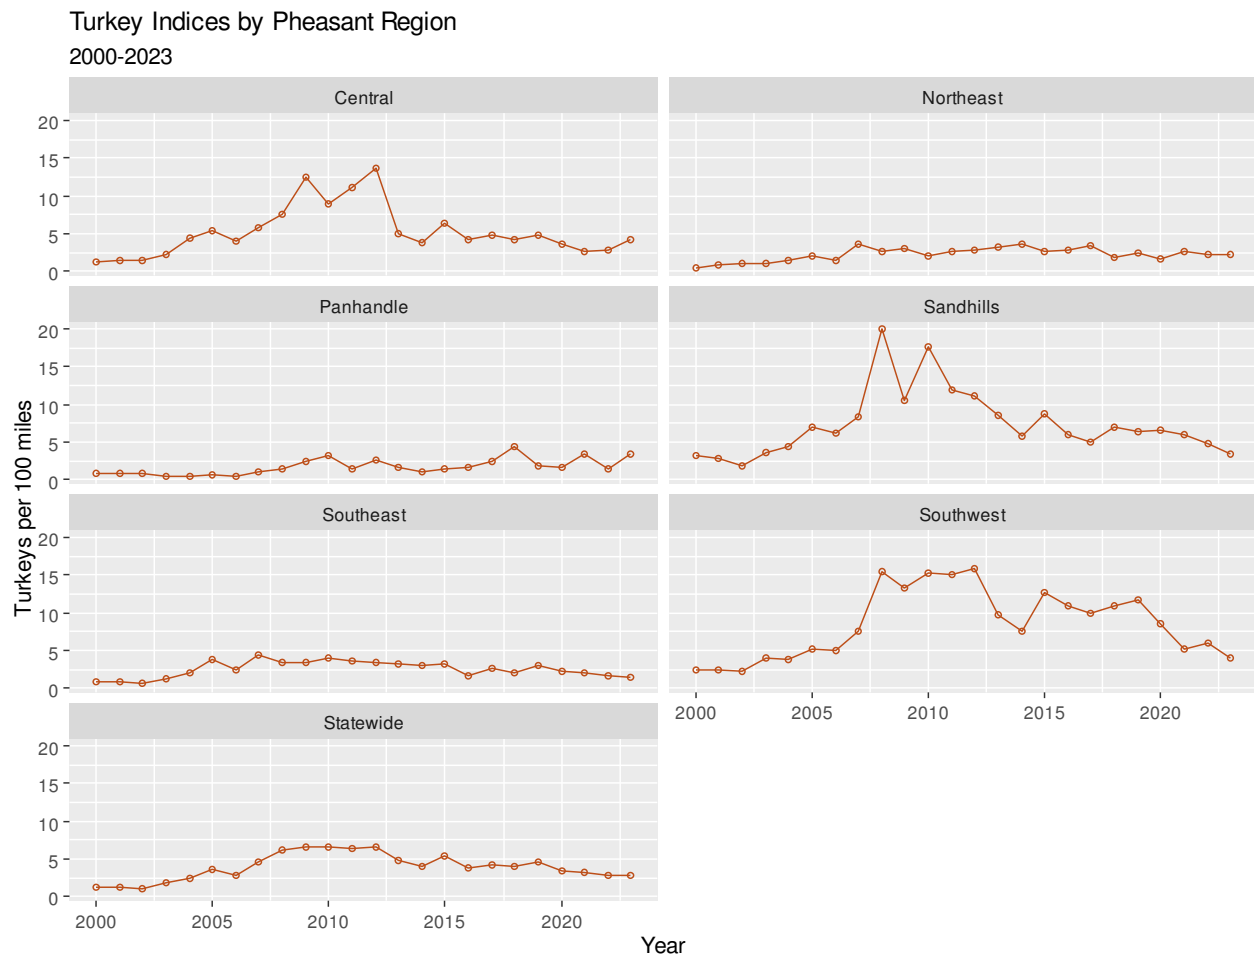 Turkey Indices by Pheasant Region
2000-2023
Central
Northeast
20
15
10
5
0
Panhandle
Sandhills
20
15
10
5
0
Southeast
Southwest
20
15
10
5
0
2000 2005 2010 2015 2020
Statewide
20
15
10
5
0
2000 2005 2010 2015 2020
Turkeys per 100 miles
Year